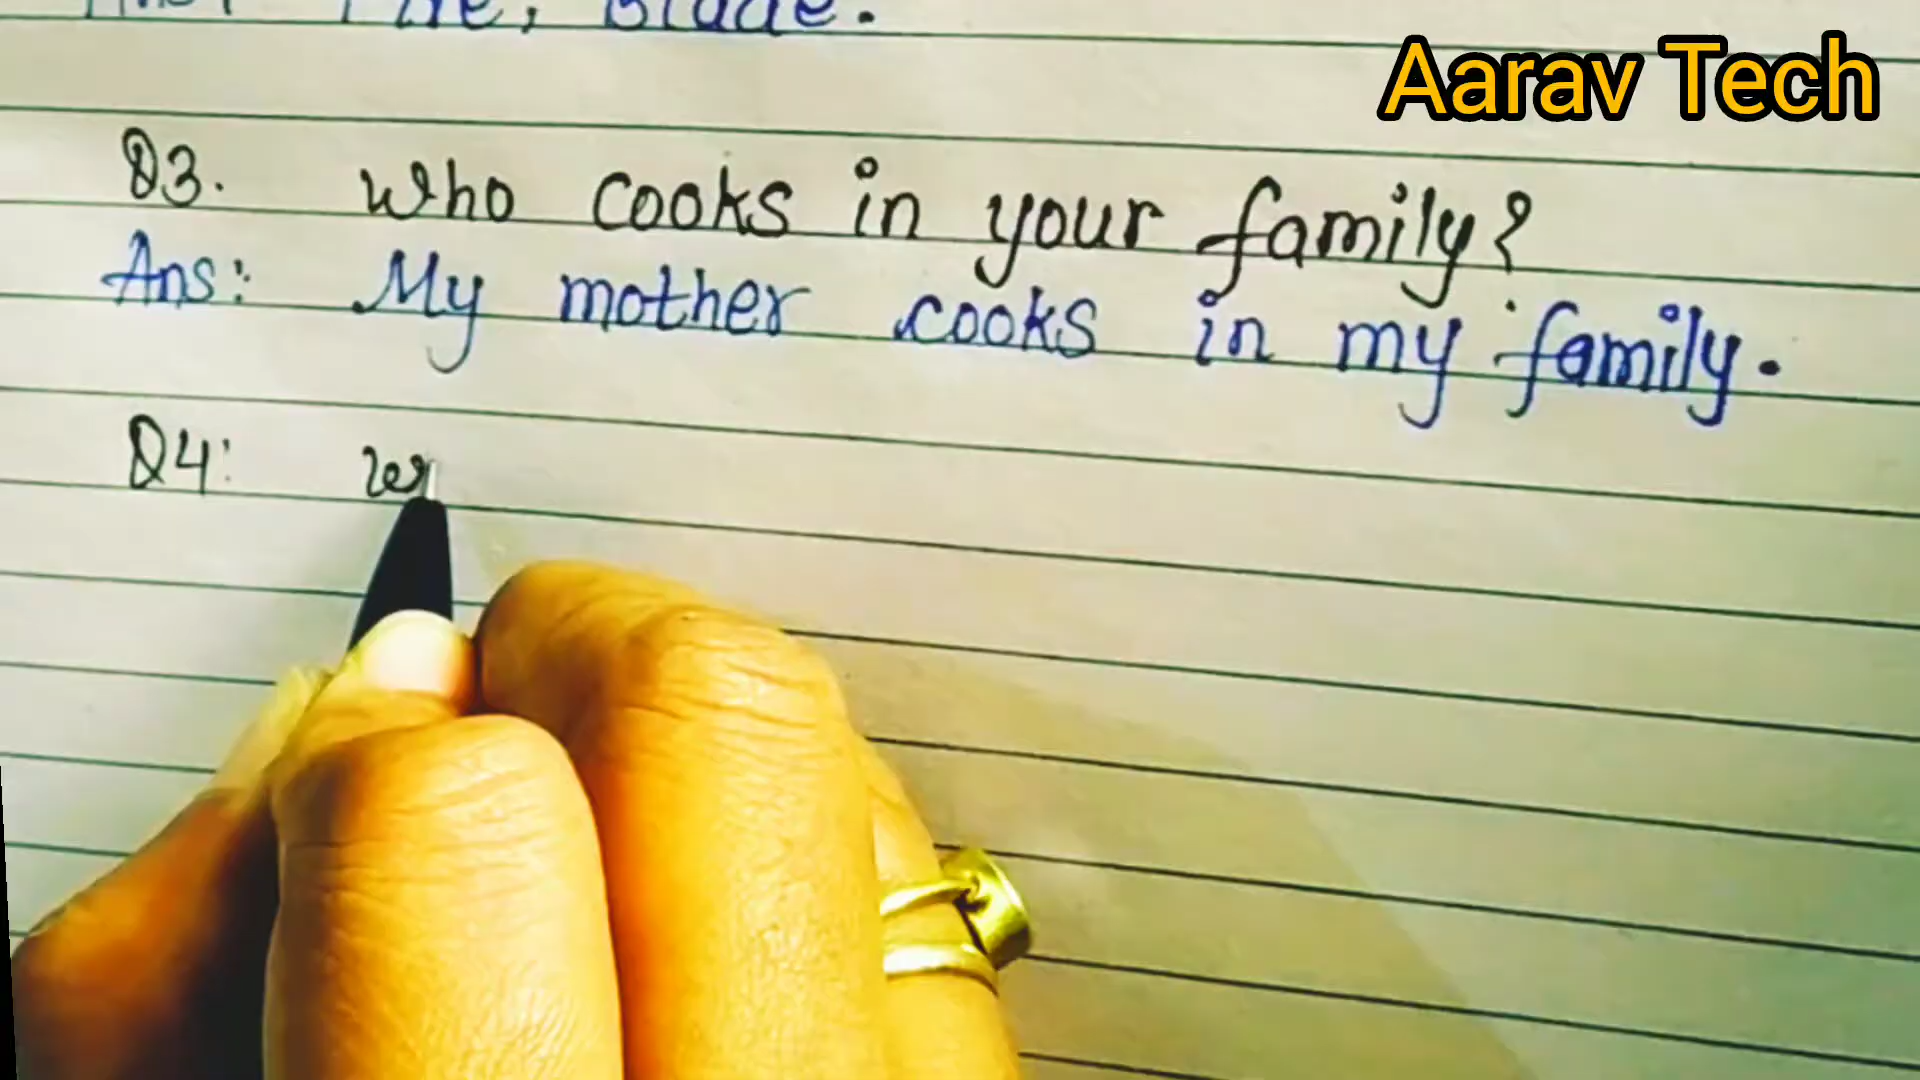 Aarav Tech
Q3. Who cooks in your family?
Ans: My mother cooks in my family.
Q4: